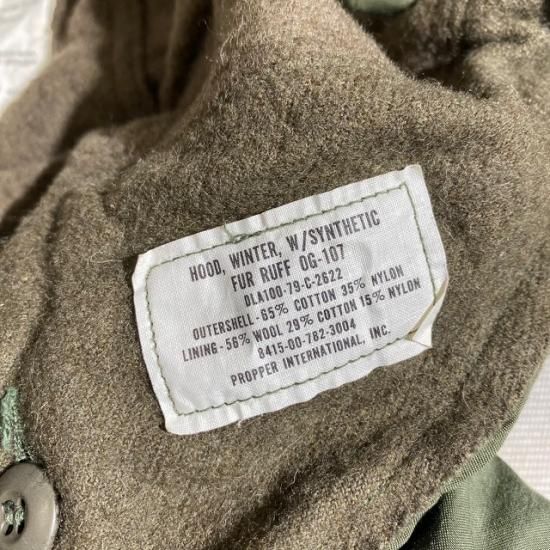 HOOD, WINTER, W/SYNTHETIC
FUR RUFF OG-107
DLA100-79-C-2622
OUTERSHELL-65% COTTON 35% NYLON
LINING-56% WOOL 29% COTTON 15% NYLON
8415-00-782-3004
PROPPER INTERNATIONAL, INC.